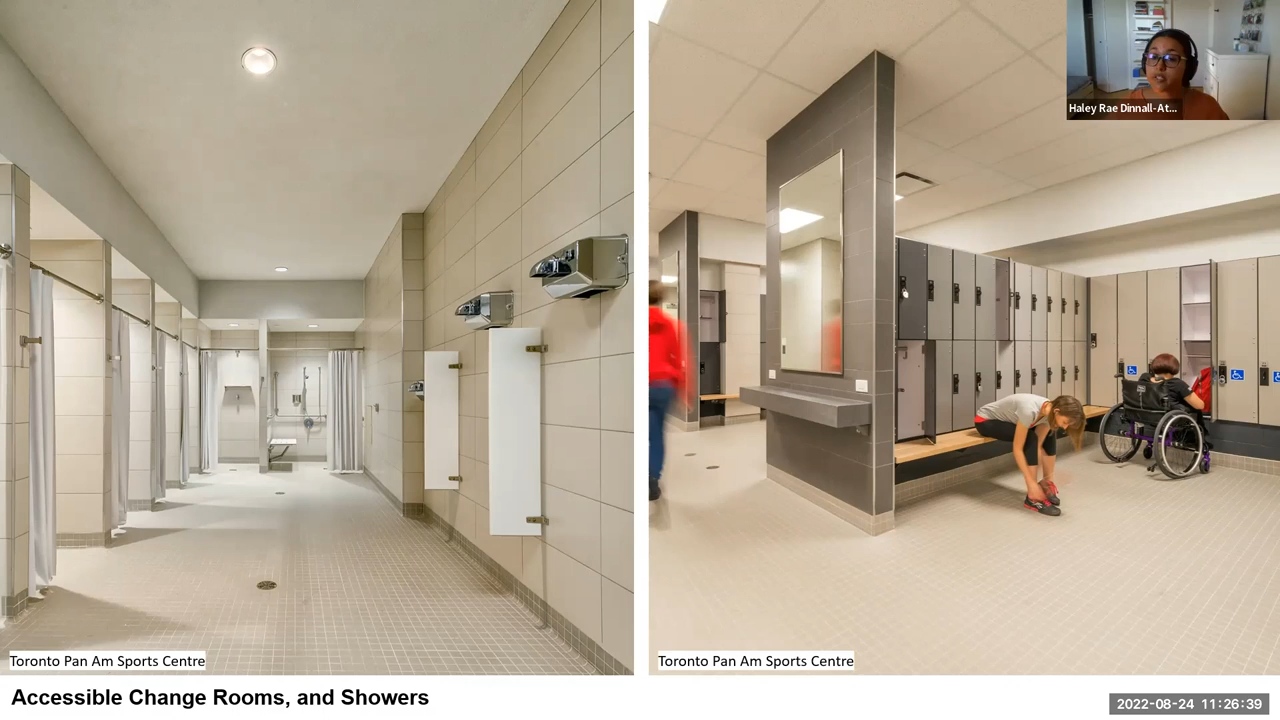 Haley Rae Dinnall-At...
Toronto Pan Am Sports Centre
Toronto Pan Am Sports Centre
Accessible Change Rooms, and Showers
2022-08-24 11:26:39